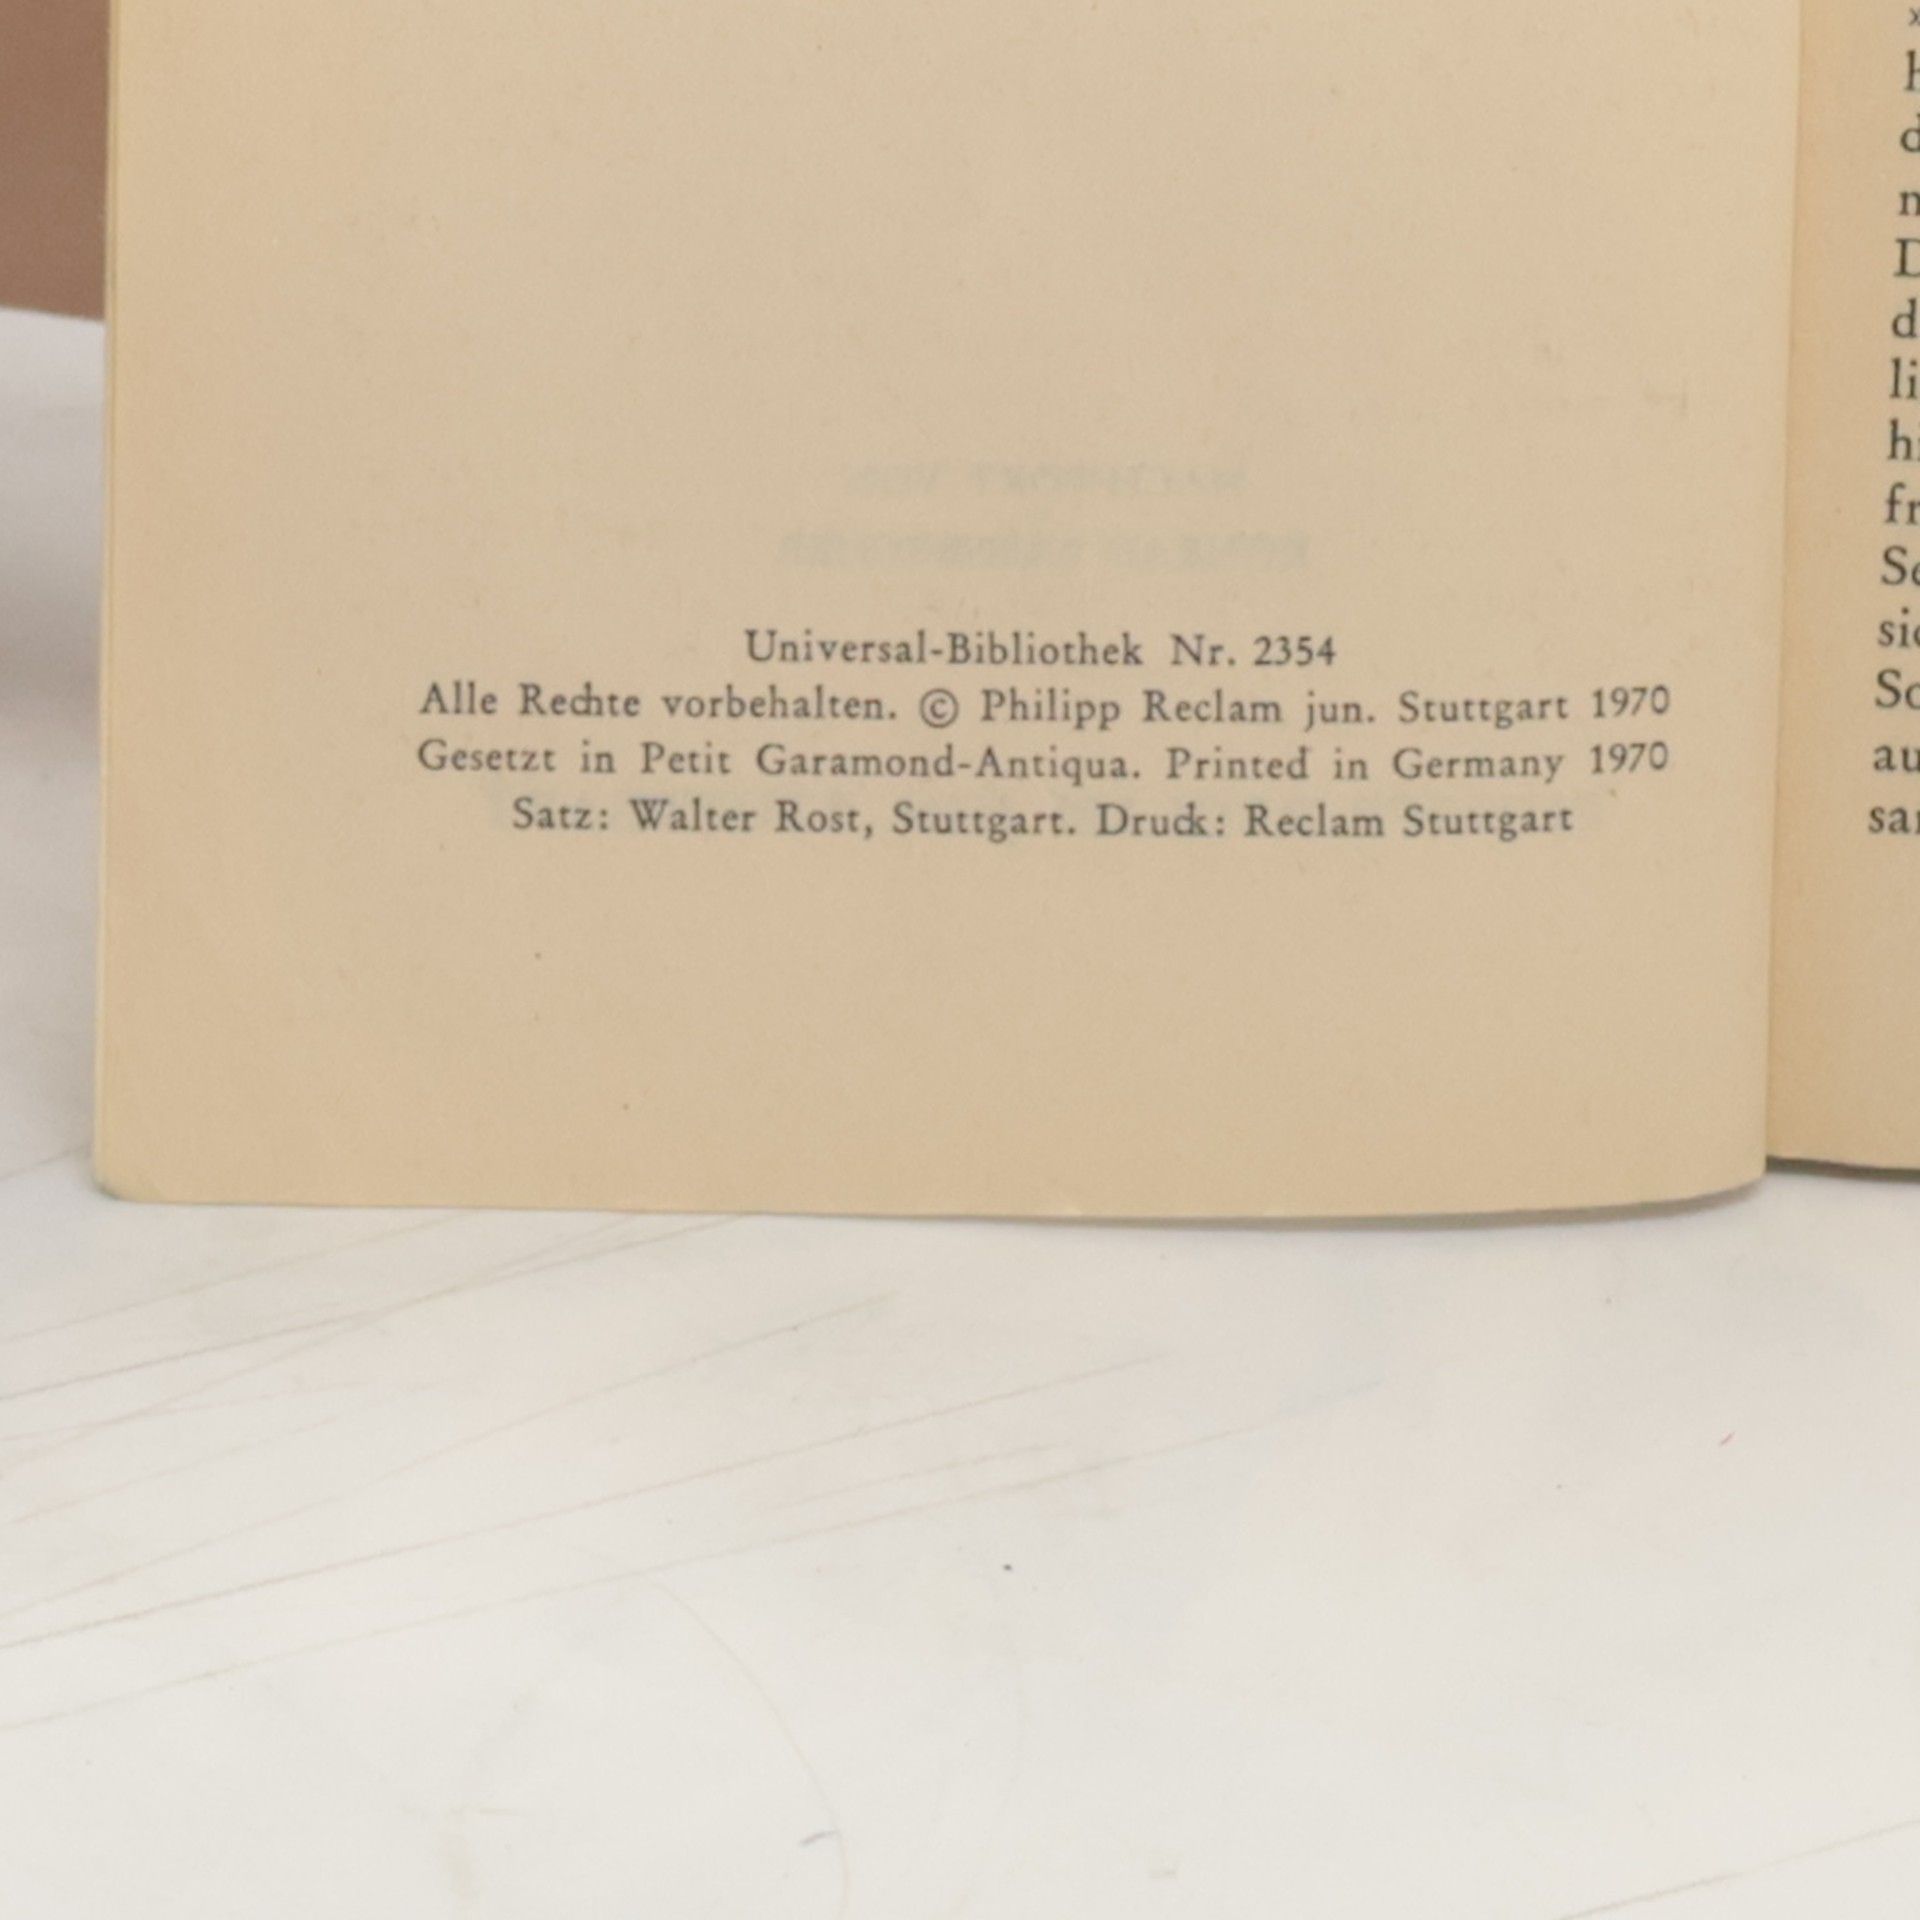 Universal-Bibliothek Nr. 2354
Alle Rechte vorbehalten. © Philipp Reclam jun. Stuttgart 1970
Gesetzt in Petit Garamond-Antiqua. Printed in Germany 1970
Satz: Walter Rost, Stuttgart. Druck: Reclam Stuttgart